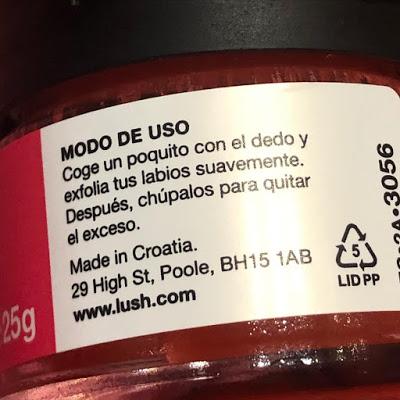 MODO DE USO
Coge un poquito con el dedo y
exfolia tus labios suavemente.
Después, chúpalos para quitar
el exceso.
Made in Croatia.
29 High St, Poole, BH15 1AB
www.lush.com
25g
5
LID PP
3056